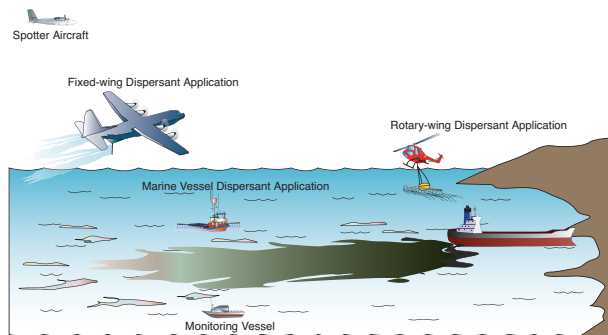 Spotter Aircraft
Fixed-wing Dispersant Application
Rotary-wing Dispersant Application
Marine Vessel Dispersant Application
Monitoring Vessel